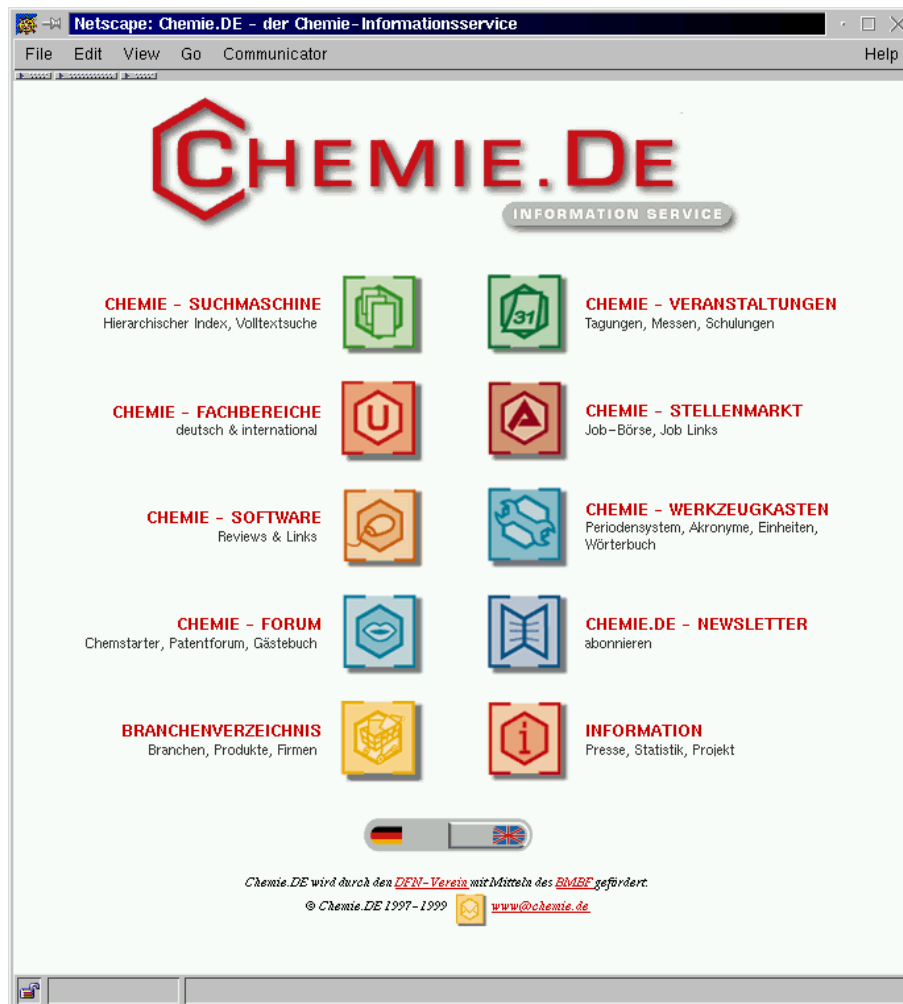 Netscape: Chemie.DE - der Chemie-Informationsservice
File Edit View Go Communicator Help
CHEMIE.DE
INFORMATION SERVICE
CHEMIE - SUCHMASCHINE
Hierarchischer Index, Volltextsuche
CHEMIE - VERANSTALTUNGEN
Tagungen, Messen, Schulungen
31
CHEMIE - FACHBEREICHE
deutsch & international
U
CHEMIE - STELLENMARKT
Job-Börse, Job Links
A
CHEMIE - SOFTWARE
Reviews & Links
CHEMIE - WERKZEUGKASTEN
Periodensystem, Akronyme, Einheiten,
Wörterbuch
CHEMIE - FORUM
Chemstarter, Patentforum, Gästebuch
CHEMIE.DE - NEWSLETTER
abonnieren
BRANCHENVERZEICHNIS
Branchen, Produkte, Firmen
INFORMATION
Presse, Statistik, Projekt
i
Chemie.DE wird durch den DFN-Verein mit Mitteln des BMBF gefördert.
© Chemie.DE 1997-1999 www@chemie.de